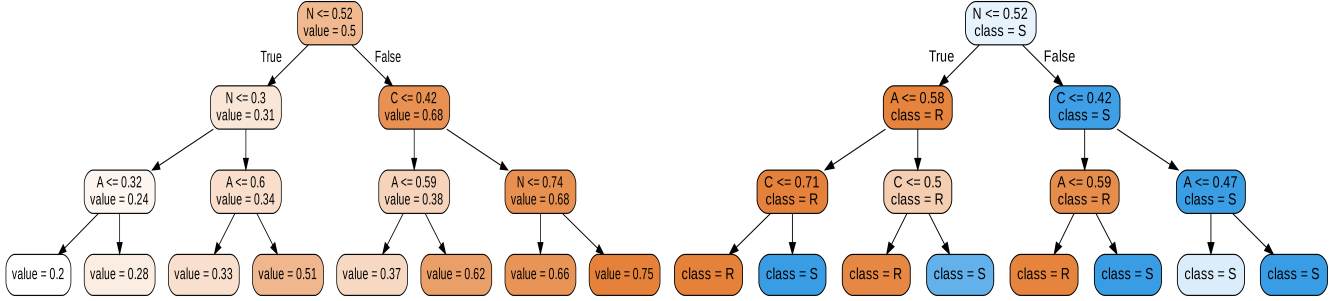 N <= 0.52
value = 0.5
True
False
N <= 0.3
value = 0.31
C <= 0.42
value = 0.68
A <= 0.32
value = 0.24
A <= 0.6
value = 0.34
A <= 0.59
value = 0.38
N <= 0.74
value = 0.68
value = 0.2
value = 0.28
value = 0.33
value = 0.51
value = 0.37
value = 0.62
value = 0.66
value = 0.75
N <= 0.52
class = S
True
False
A <= 0.58
class = R
C <= 0.42
class = S
C <= 0.71
class = R
C <= 0.5
class = R
A <= 0.59
class = R
A <= 0.47
class = S
class = R
class = S
class = R
class = S
class = R
class = S
class = S
class = S